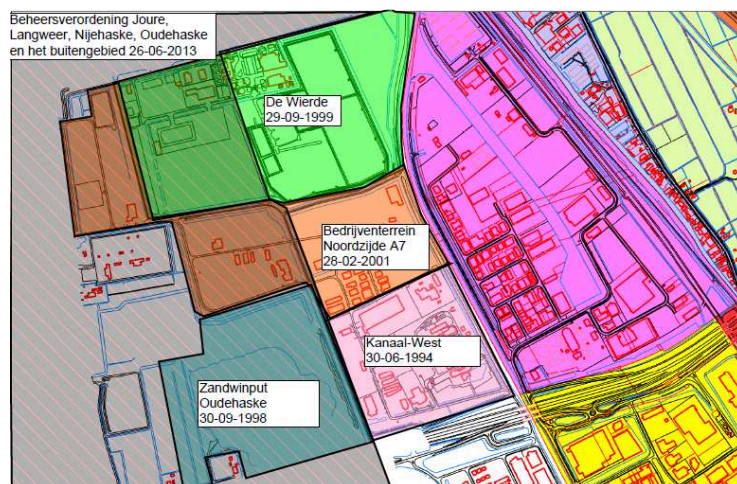 Beheersverordening Joure,
Langweer, Nijehaske, Oudehaske
en het buitengebied 26-06-2013
De Wierde
29-09-1999
Bedrijventerrein
Noordzijde A7
28-02-2001
Kanaal-West
30-06-1994
Zandwinput
Oudehaske
30-09-1998